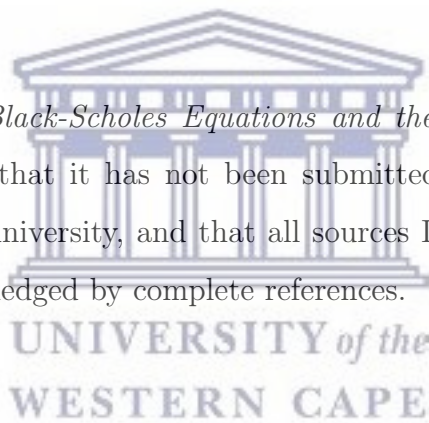 Black-Scholes Equations and the
that it has not been submitted
niversity, and that all sources I
ledged by complete references.
UNIVERSITY of the
WESTERN CAPE